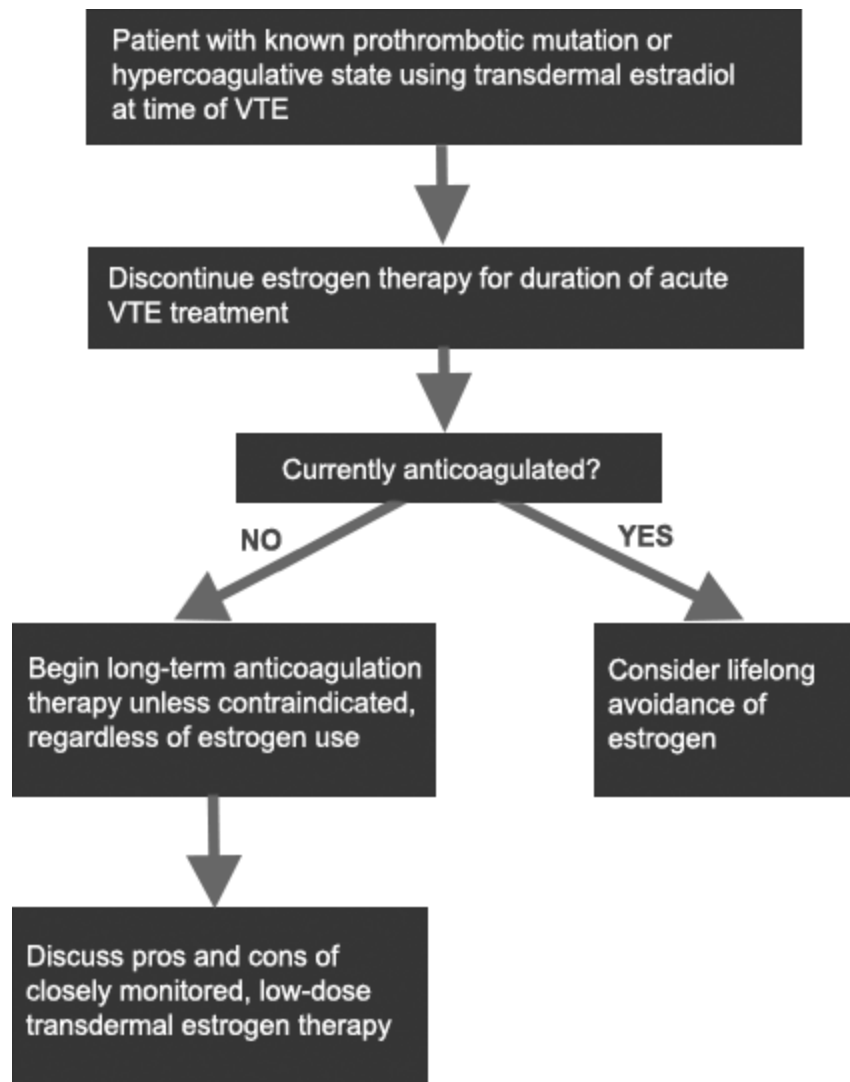 Patient with known prothrombotic mutation or
hypercoagulative state using transdermal estradiol
at time of VTE
Discontinue estrogen therapy for duration of acute
VTE treatment
Currently anticoagulated?
NO
YES
Begin long-term anticoagulation
therapy unless contraindicated,
regardless of estrogen use
Consider lifelong
avoidance of
estrogen
Discuss pros and cons of
closely monitored, low-dose
transdermal estrogen therapy